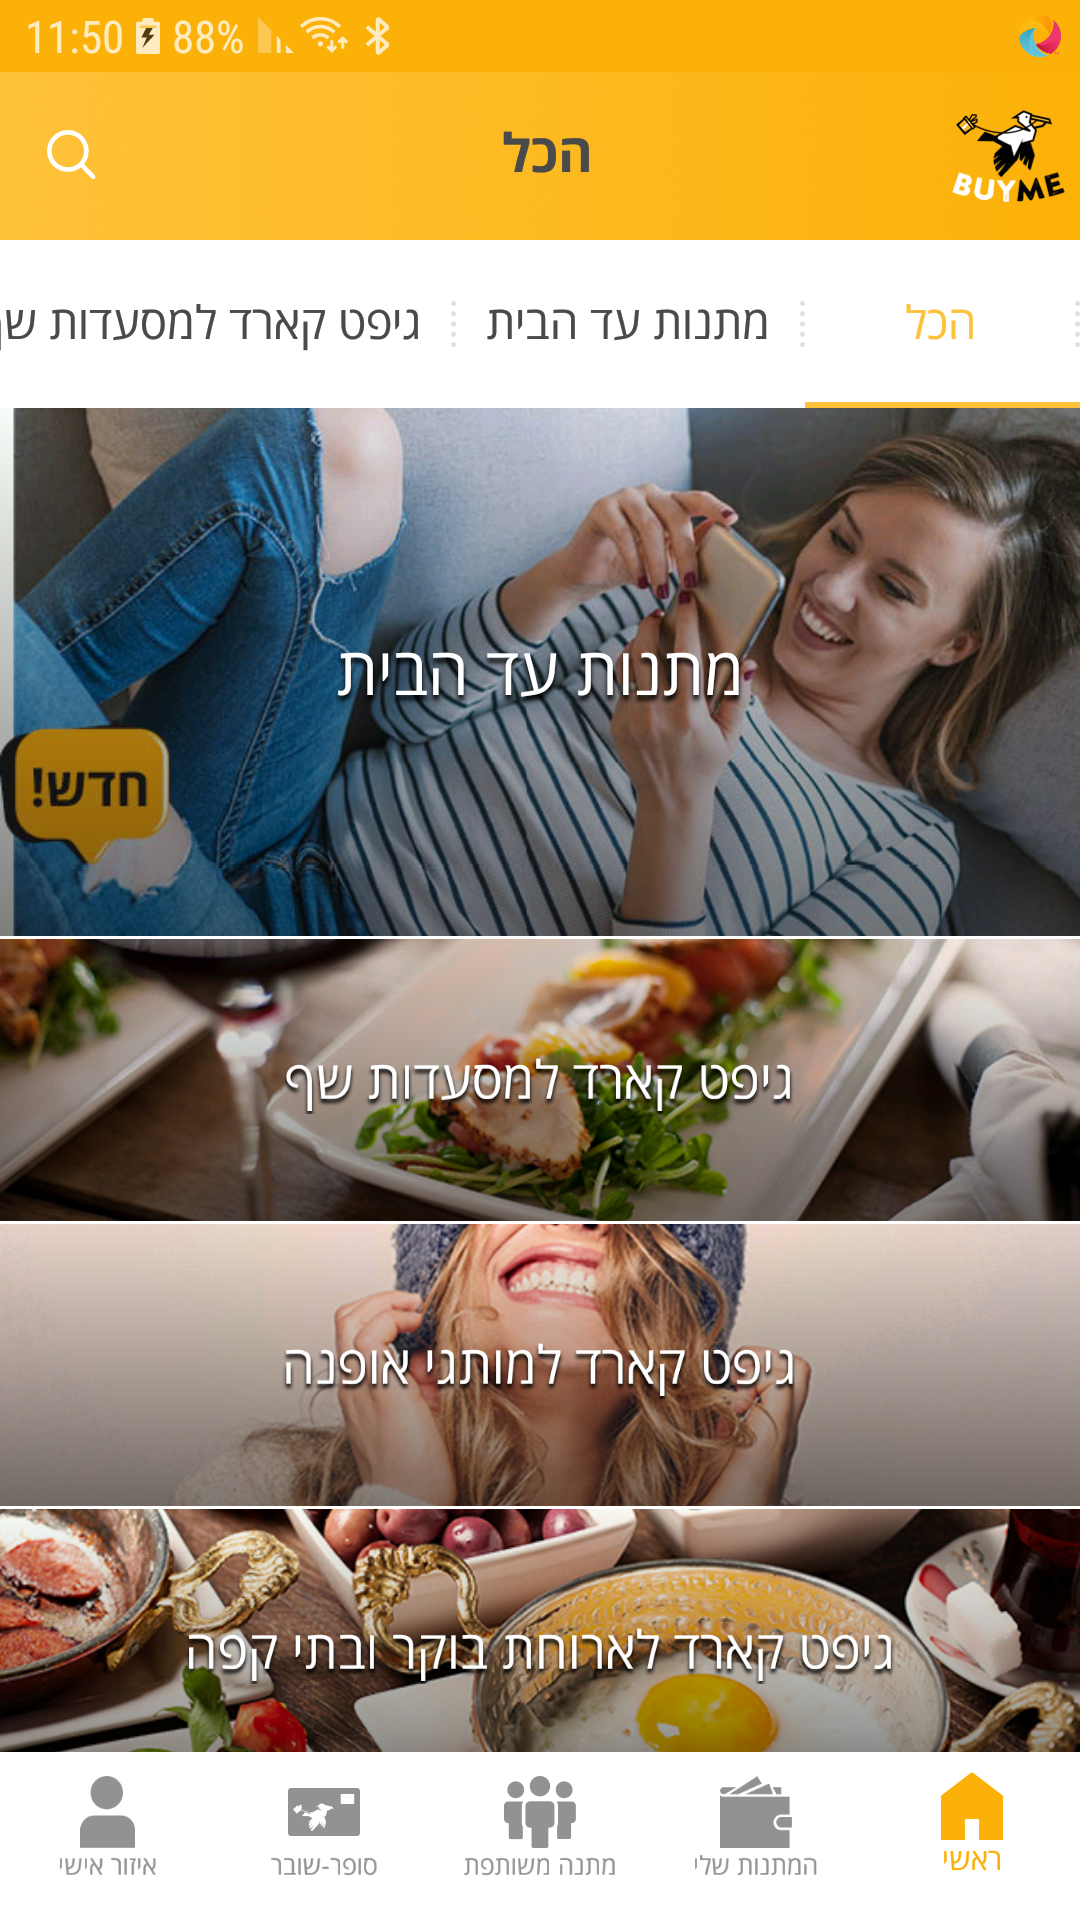 11:50 88%
הכל
BUYME
הכל
מתנות עד הבית
גיפט קארד למסעדות שף
מתנות עד הבית
חדש!
גיפט קארד למסעדות שף
גיפט קארד למותגי אופנה
גיפט קארד לארוחת בוקר ובתי קפה
ראשי
המתנות שלי
מתנה משותפת
סופר-שובר
איזור אישי